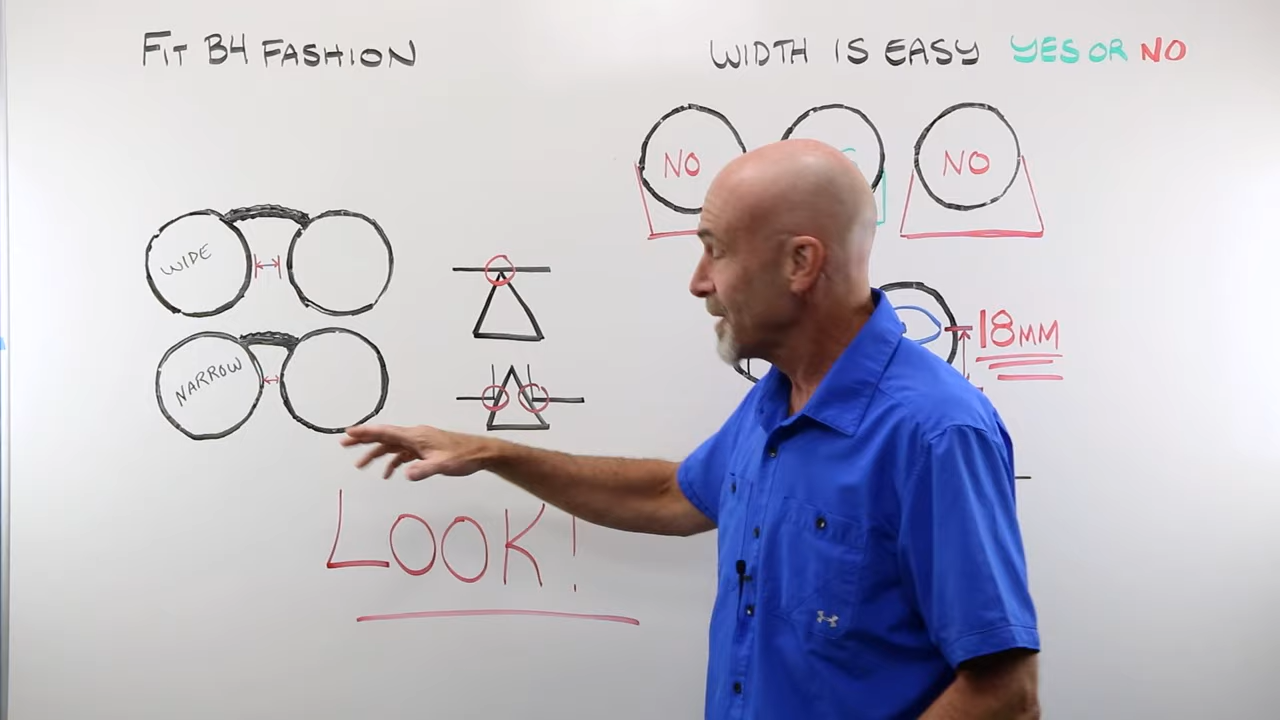 FIT B4 FASHION
WIDTH IS EASY YES OR NO
NO
NO
WIDE
18MM
NARROW
LOOK!